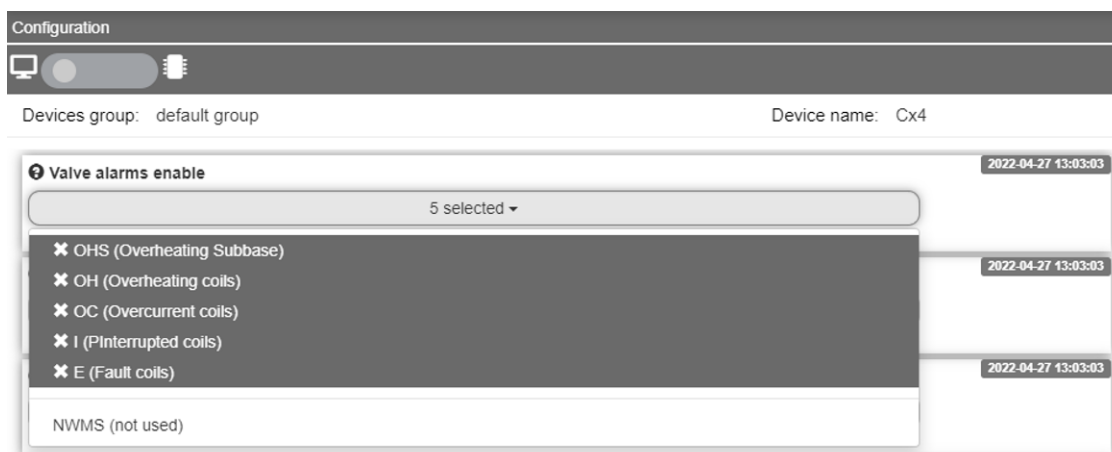 Configuration
Devices group: default group Device name: Cx4
Valve alarms enable 2022-04-27 13:03:03
5 selected
OHS (Overheating Subbase)
2022-04-27 13:03:03
OH (Overheating coils)
OC (Overcurrent coils)
I (PInterrupted coils)
E (Fault coils) 2022-04-27 13:03:03
NWMS (not used)